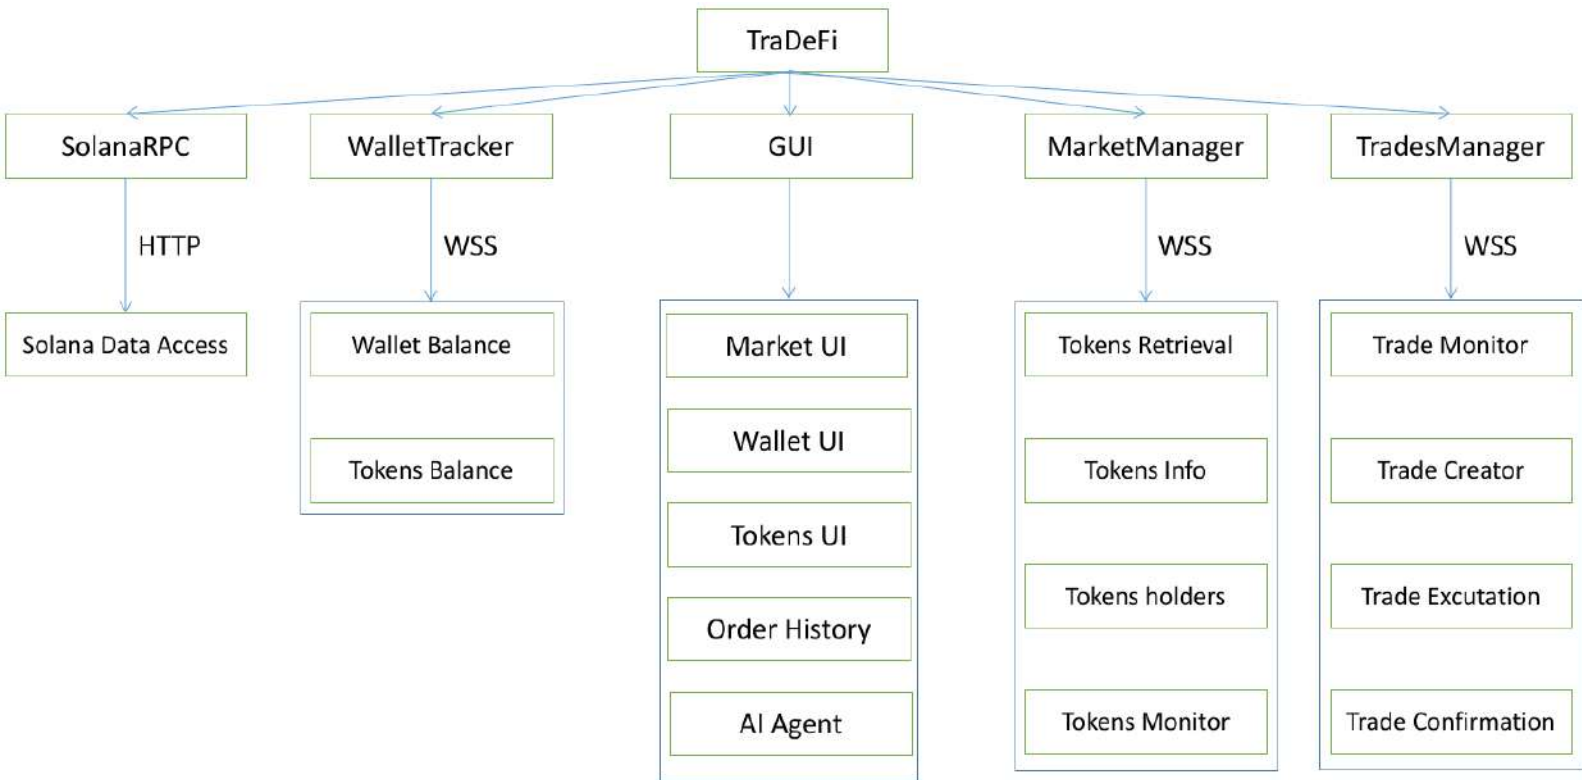 TraDeFi
SolanaRPC
WalletTracker
GUI
MarketManager
TradesManager
HTTP
WSS
WSS
WSS
Solana Data Access
Wallet Balance
Tokens Balance
Market UI
Wallet UI
Tokens UI
Order History
AI Agent
Tokens Retrieval
Tokens Info
Tokens holders
Tokens Monitor
Trade Monitor
Trade Creator
Trade Excutation
Trade Confirmation